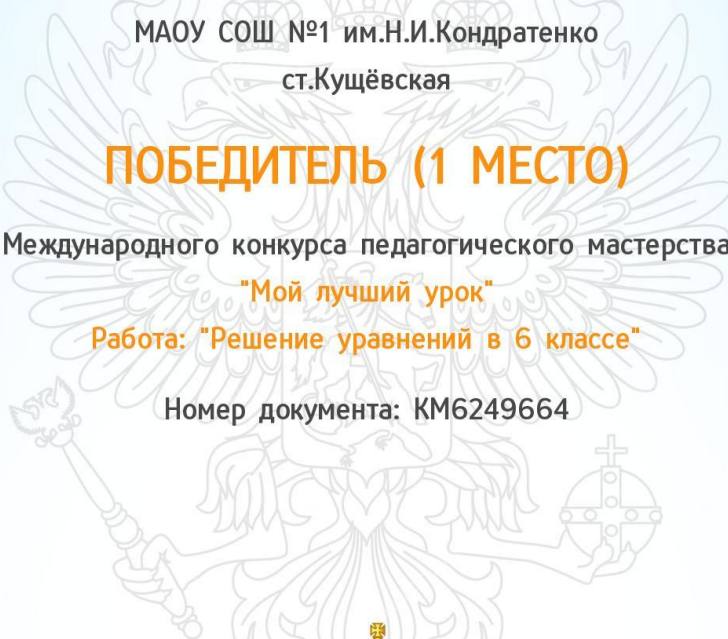 МАОУ СОШ №1 им.Н.И.Кондратенко
ст.Кущёвская
ПОБЕДИТЕЛЬ (1 МЕСТО)
Международного конкурса педагогического мастерства
"Мой лучший урок"
Работа: "Решение уравнений в 6 классе"
Номер документа: КМ6249664